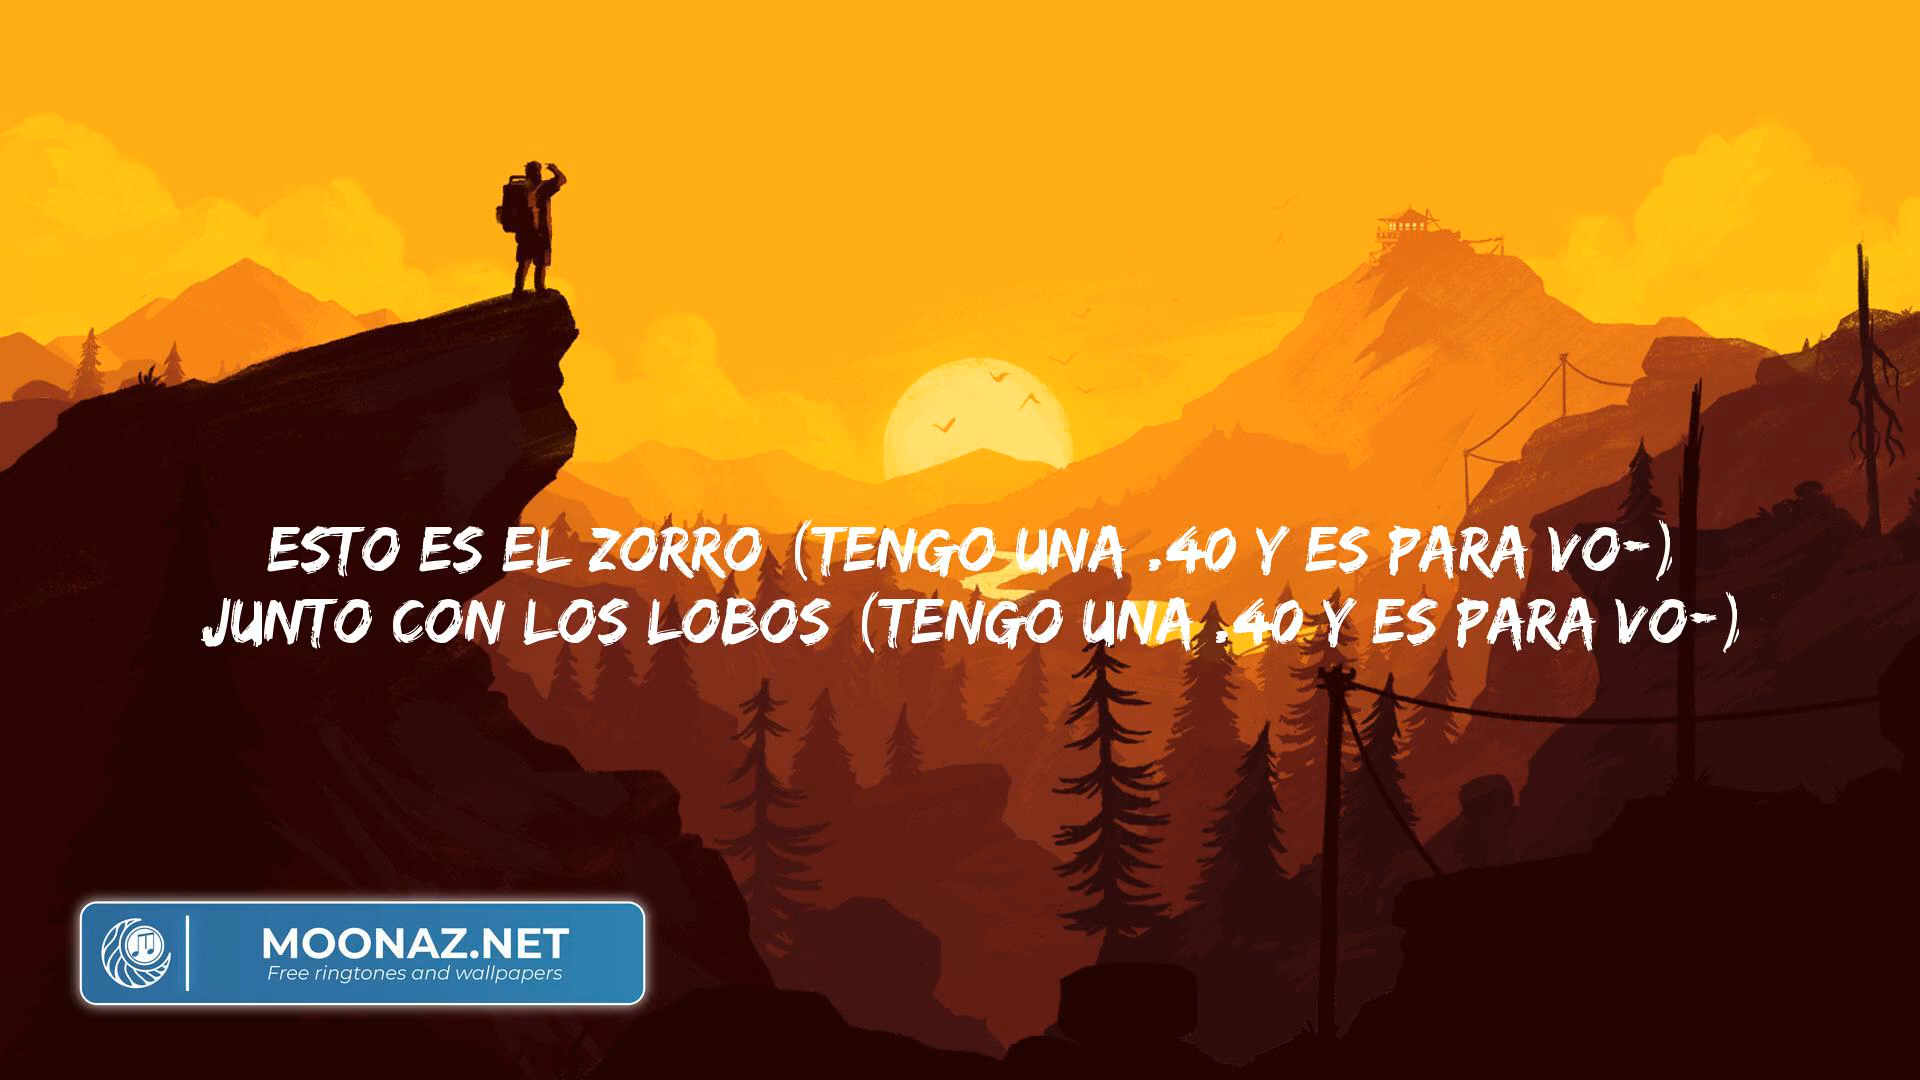 ESTO ES EL ZORRO (TENGO UNA .40 Y ES PARA VO-)
JUNTO CON LOS LOBOS (TENGO UNA .40 Y ES PARA VO-)
MOONAZ.NET
Free ringtones and wallpapers